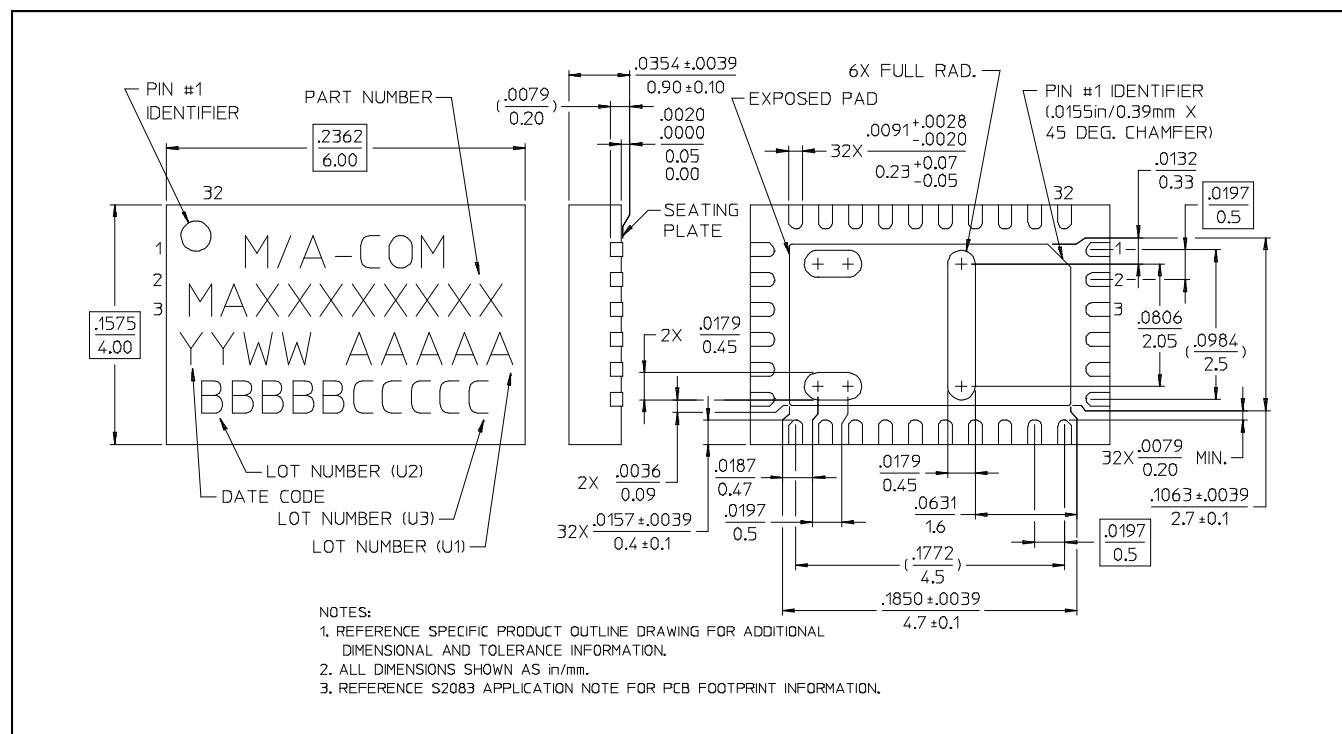 PIN #1
IDENTIFIER
PART NUMBER
.2362
6.00
32
1
2
3
.1575
4.00
M/A-COM
MAXXXXXXXXX
YYWW AAAAA
BBBBBCCCCC
LOT NUMBER (U2)
DATE CODE
LOT NUMBER (U3)
LOT NUMBER (U1)
.0354 ±.0039
0.90 ±0.10
(.0079)
0.20
.0020
.0000
0.05
0.00
SEATING
PLATE
EXPOSED PAD
6X FULL RAD.
PIN #1 IDENTIFIER
(.0155in/0.39mm X
45 DEG. CHAMFER)
32X .0091 +.0028
-.0020
0.23 +0.07
-0.05
32
.0132
0.33
.0197
0.5
1
2
3
.0806
2.05
(.0984)
2.5
2X .0179
0.45
2X .0036
0.09
32X .0157 ±.0039
0.4 ±0.1
.0187
0.47
.0197
0.5
.0179
0.45
.0631
1.6
32X .0079 MIN.
0.20
.1063 ±.0039
2.7 ±0.1
.0197
0.5
(.1772)
4.5
.1850 ±.0039
4.7 ±0.1
NOTES:
1. REFERENCE SPECIFIC PRODUCT OUTLINE DRAWING FOR ADDITIONAL
DIMENSIONAL AND TOLERANCE INFORMATION.
2. ALL DIMENSIONS SHOWN AS in/mm.
3. REFERENCE S2083 APPLICATION NOTE FOR PCB FOOTPRINT INFORMATION.